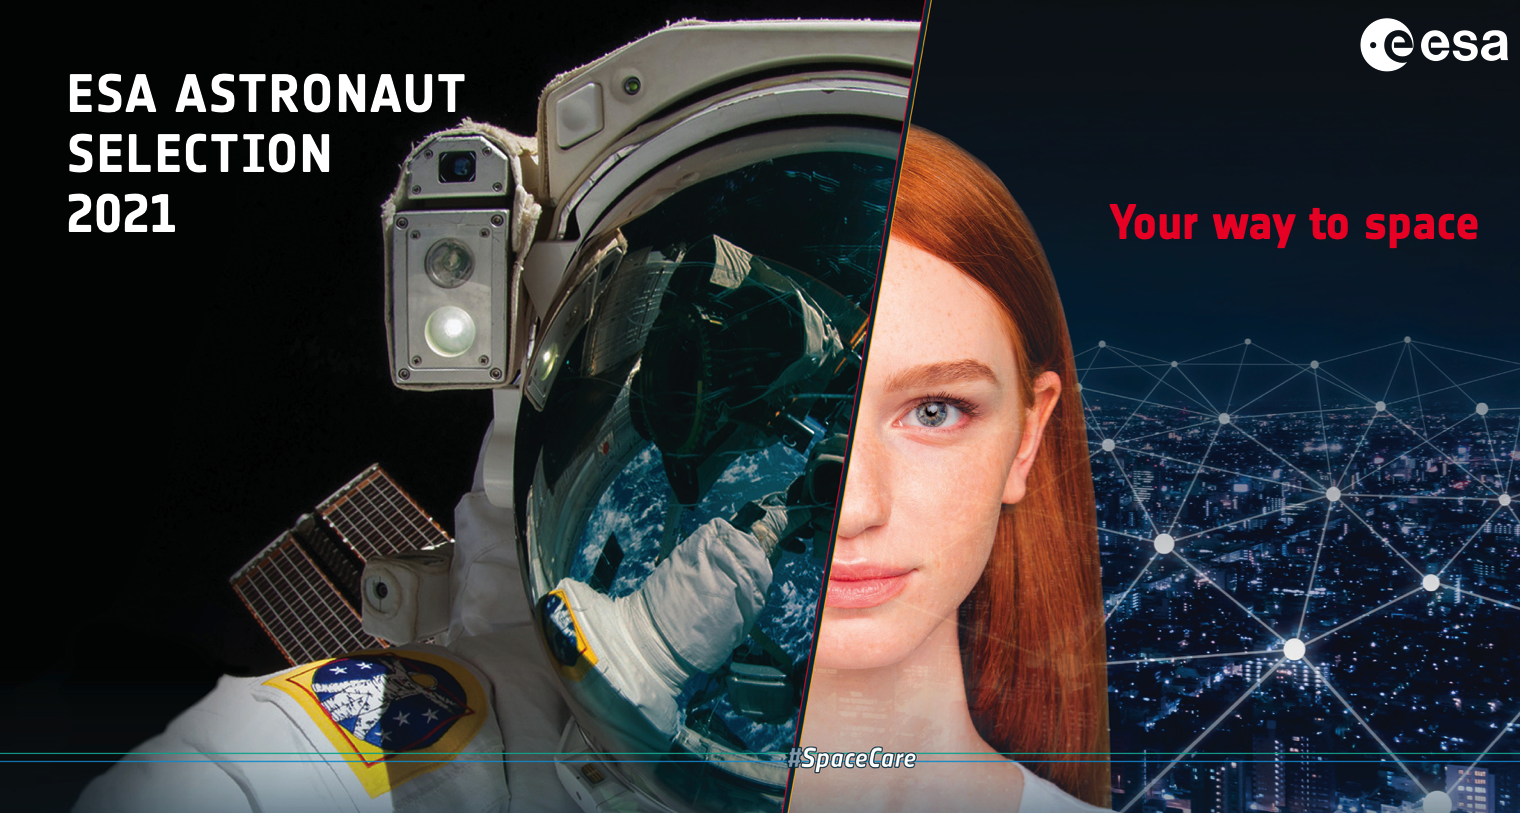 ESA ASTRONAUT
SELECTION
2021
esa
Your way to space
#SpaceCare